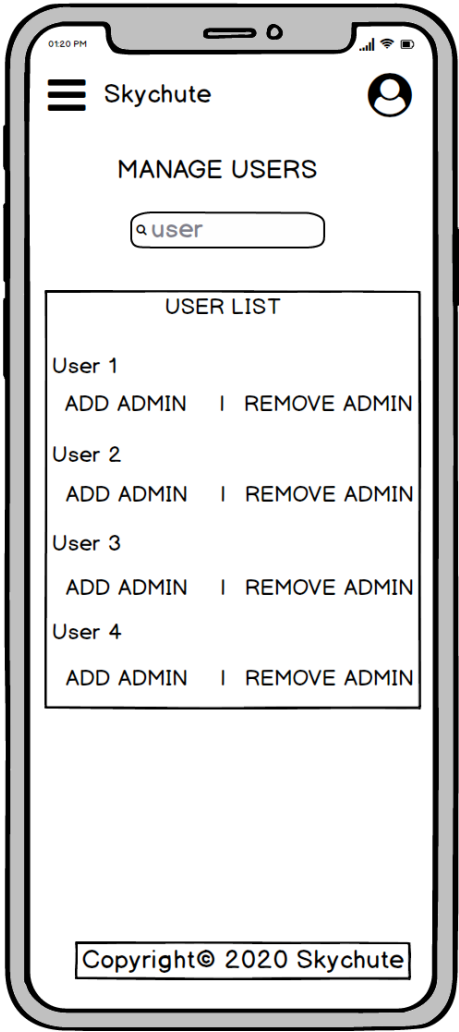 01:20 PM
Skychute
MANAGE USERS
user
USER LIST
User 1
ADD ADMIN | REMOVE ADMIN
User 2
ADD ADMIN | REMOVE ADMIN
User 3
ADD ADMIN | REMOVE ADMIN
User 4
ADD ADMIN | REMOVE ADMIN
Copyright© 2020 Skychute